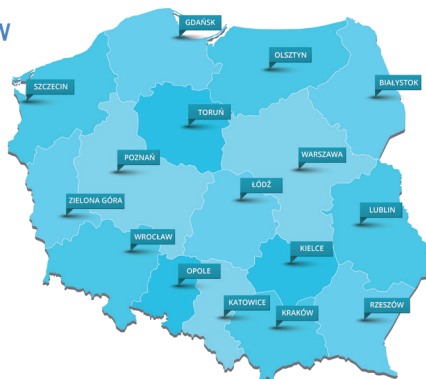 W
GDAŃSK
OLSZTYN
SZCZECIN
BIAŁYSTOK
TORUŃ
POZNAŃ
WARSZAWA
ŁÓDŹ
ZIELONA GÓRA
LUBLIN
WROCŁAW
KIELCE
OPOLE
KATOWICE
KRAKÓW
RZESZÓW